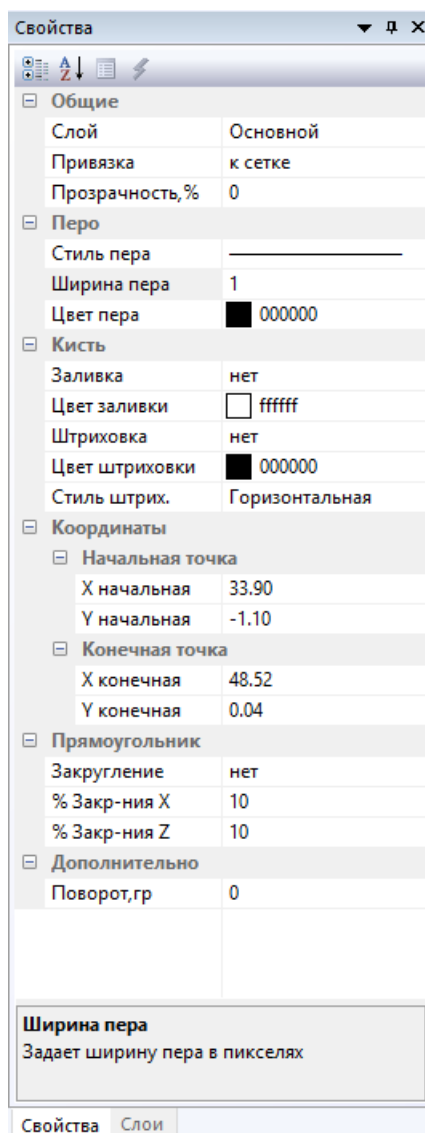 Свойства
Общие
Слой Основной
Привязка к сетке
Прозрачность,% 0
Перо
Стиль пера
Ширина пера 1
Цвет пера 000000
Кисть
Заливка нет
Цвет заливки ffffff
Штриховка нет
Цвет штриховки 000000
Стиль штрих. Горизонтальная
Координаты
Начальная точка
X начальная 33.90
Y начальная -1.10
Конечная точка
X конечная 48.52
Y конечная 0.04
Прямоугольник
Закругление нет
% Закр-ния X 10
% Закр-ния Z 10
Дополнительно
Поворот,гр 0
Ширина пера
Задает ширину пера в пикселях
Свойства Слои